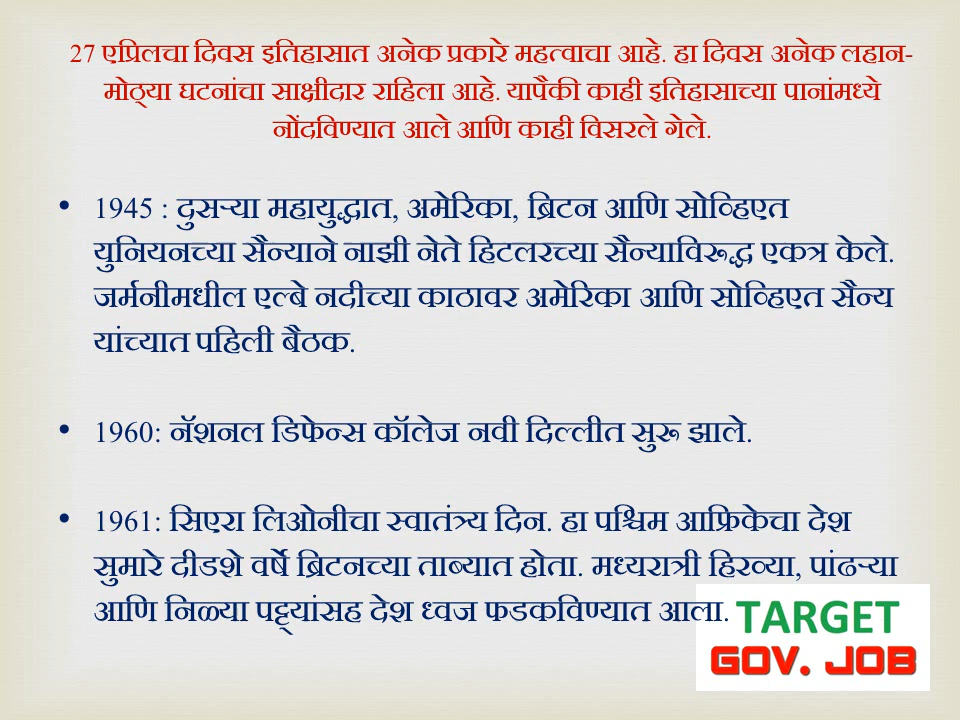 27 एप्रिलचा दिवस इतिहासात अनेक प्रकारे महत्वाचा आहे. हा दिवस अनेक लहान-
मोठ्या घटनांचा साक्षीदार राहिला आहे. यापैकी काही इतिहासाच्या पानांमध्ये
नोंदविण्यात आले आणि काही विसरले गेले.
• 1945 : दुसऱ्या महायुद्धात, अमेरिका, ब्रिटन आणि सोव्हिएत
युनियनच्या सैन्याने नाझी नेते हिटलरच्या सैन्याविरूद्ध एकत्र केले.
जर्मनीमधील एल्बे नदीच्या काठावर अमेरिका आणि सोव्हिएत सैन्य
यांच्यात पहिली बैठक.
• 1960: नॅशनल डिफेन्स कॉलेज नवी दिल्लीत सुरू झाले.
• 1961: सिएरा लिओनीचा स्वातंत्र्य दिन. हा पश्चिम आफ्रिकेचा देश
सुमारे दीडशे वर्षे ब्रिटनच्या ताब्यात होता. मध्यरात्री हिरव्या, पांढऱ्या
आणि निळ्या पट्ट्यांसह देश ध्वज फडकविण्यात आला.
TARGET
GOV. JOB